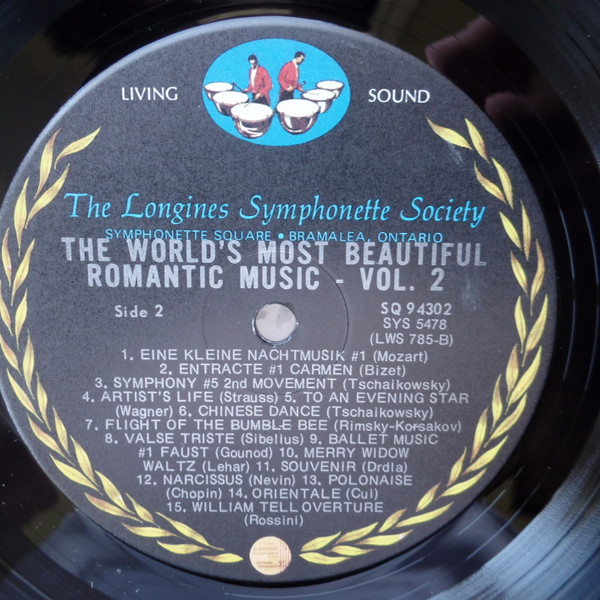 LIVING SOUND
The Longines Symphonette Society
SYMPHONETTE SQUARE • BRAMALEA, ONTARIO
THE WORLD'S MOST BEAUTIFUL
ROMANTIC MUSIC - VOL. 2
Side 2
SQ 94302
SYS 5478
(LWS 785-B)
1. EINE KLEINE NACHTMUSIK #1 (Mozart)
2. ENTRACTE #1 CARMEN (Bizet)
3. SYMPHONY #5 2nd MOVEMENT (Tschaikowsky)
4. ARTIST'S LIFE (Strauss) 5. TO AN EVENING STAR
(Wagner) 6. CHINESE DANCE (Tschaikowsky)
7. FLIGHT OF THE BUMBLE BEE (Rimsky-Korsakov)
8. VALSE TRISTE (Sibelius) 9. BALLET MUSIC
#1 FAUST (Gounod) 10. MERRY WIDOW
WALTZ (Lehar) 11. SOUVENIR (Drdla)
12. NARCISSUS (Nevin) 13. POLONAISE
(Chopin) 14. ORIENTALE (Cui)
15. WILLIAM TELL OVERTURE
(Rossini)